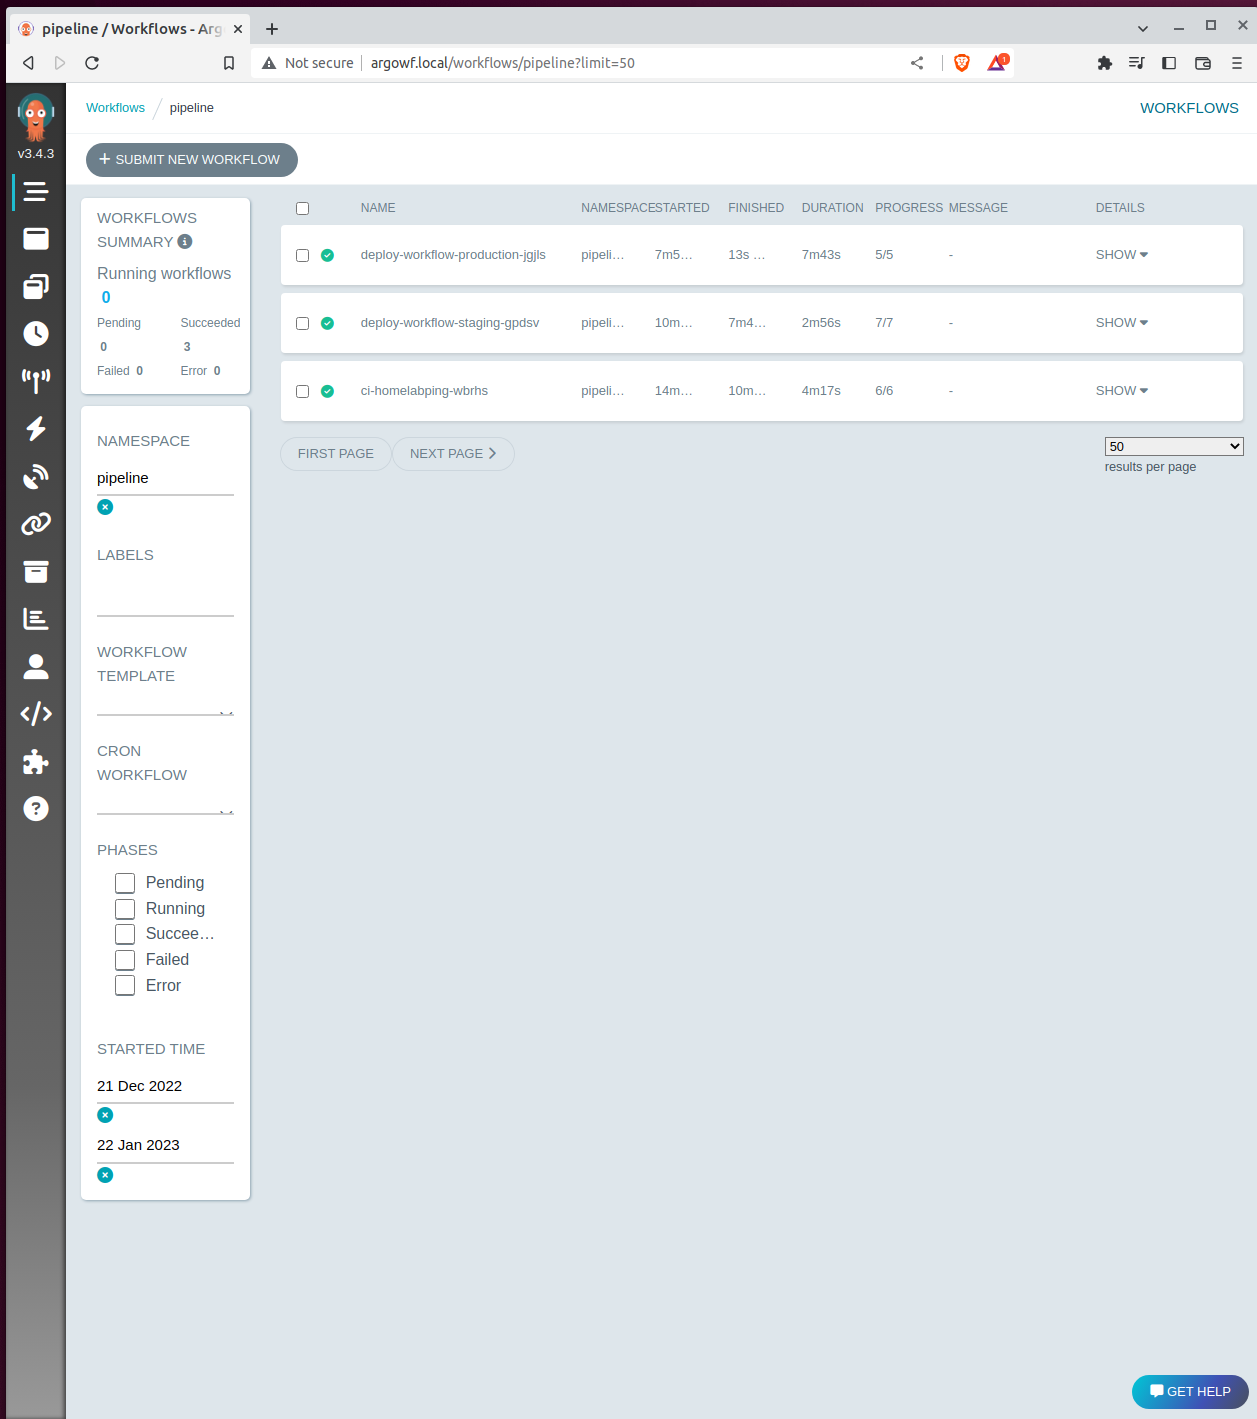 pipeline / Workflows - Arg
Not secure argowf.local/workflows/pipeline?limit=50
1
v3.4.3
Workflows / pipeline
WORKFLOWS
+ SUBMIT NEW WORKFLOW
WORKFLOWS
SUMMARY
Running workflows
0
Pending Succeeded
0 3
Failed 0 Error 0
NAMESPACE
pipeline
LABELS
WORKFLOW
TEMPLATE
CRON
WORKFLOW
PHASES
Pending
Running
Succee…
Failed
Error
STARTED TIME
21 Dec 2022
22 Jan 2023
NAME NAMESPACE STARTED FINISHED DURATION PROGRESS MESSAGE DETAILS
deploy-workflow-production-jgjls pipeli… 7m5… 13s … 7m43s 5/5 - SHOW
deploy-workflow-staging-gpdsv pipeli… 10m… 7m4… 2m56s 7/7 - SHOW
ci-homelabping-wbrhs pipeli… 14m… 10m… 4m17s 6/6 - SHOW
FIRST PAGE NEXT PAGE
50
results per page
GET HELP